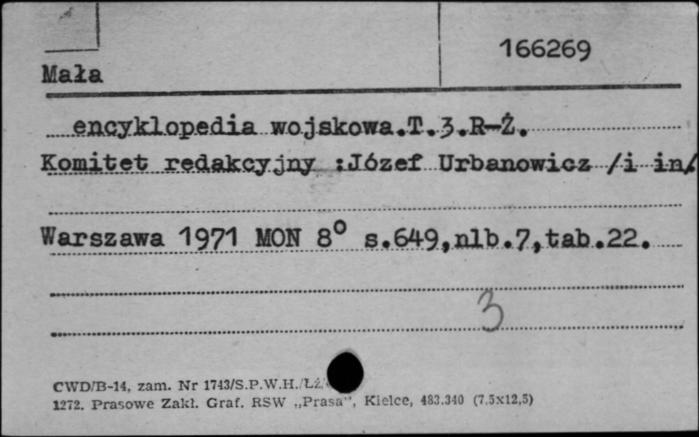 166269
Mała
encyklopedia wojskowa.T.3.R-Ż.
Komitet redakcyjny :Józef Urbanowicz /i in/.
Warszawa 1971 MON 8° s.649,nlb.7,tab.22.
3
CWD/B-14, zam. Nr 1743/S.P.W.H./Łź/
1272. Prasowe Zakł. Graf. RSW „Prasa”, Kielce, 483.340 (7,5x12,5)